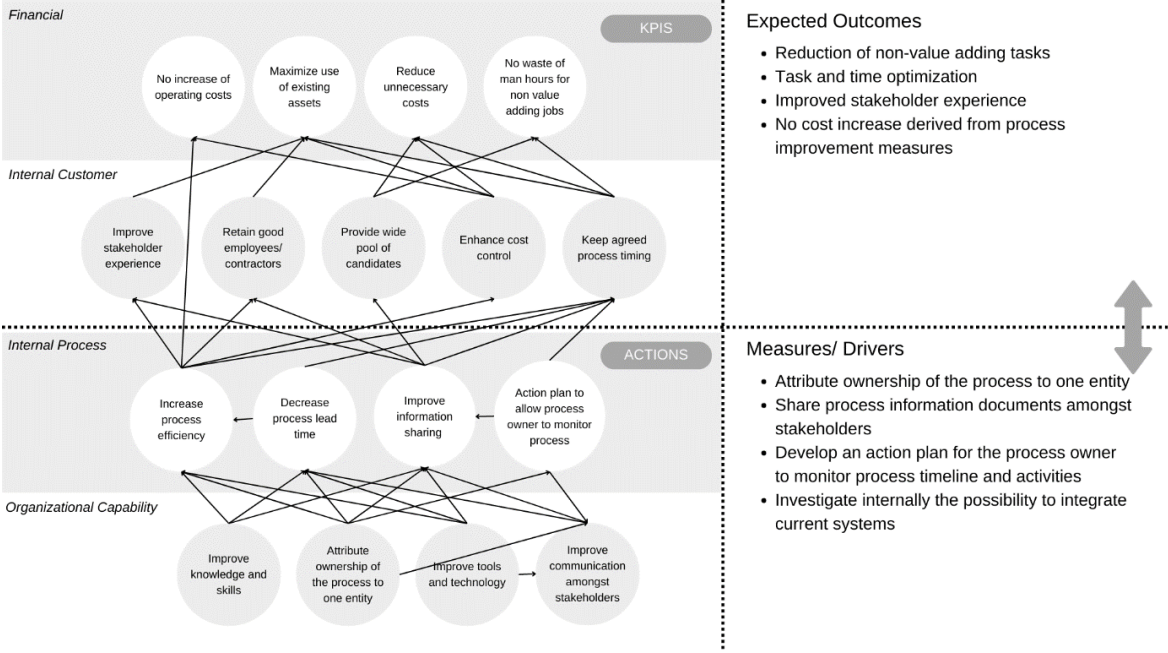 Financial
KPIS
No increase of
operating costs
Maximize use
of existing
assets
Reduce
unnecessary
costs
No waste of
man hours for
non value
adding jobs
Internal Customer
Improve
stakeholder
experience
Retain good
employees/
contractors
Provide wide
pool of
candidates
Enhance cost
control
Keep agreed
process timing
Internal Process
ACTIONS
Increase
process
efficiency
Decrease
process lead
time
Improve
information
sharing
Action plan to
allow process
owner to monitor
process
Organizational Capability
Improve
knowledge and
skills
Attribute
ownership of
the process to
one entity
Improve tools
and technology
Improve
communication
amongst
stakeholders
Expected Outcomes
• Reduction of non-value adding tasks
• Task and time optimization
• Improved stakeholder experience
• No cost increase derived from process
improvement measures
Measures/ Drivers
• Attribute ownership of the process to one entity
• Share process information documents amongst
stakeholders
• Develop an action plan for the process owner
to monitor process timeline and activities
• Investigate internally the possibility to integrate
current systems